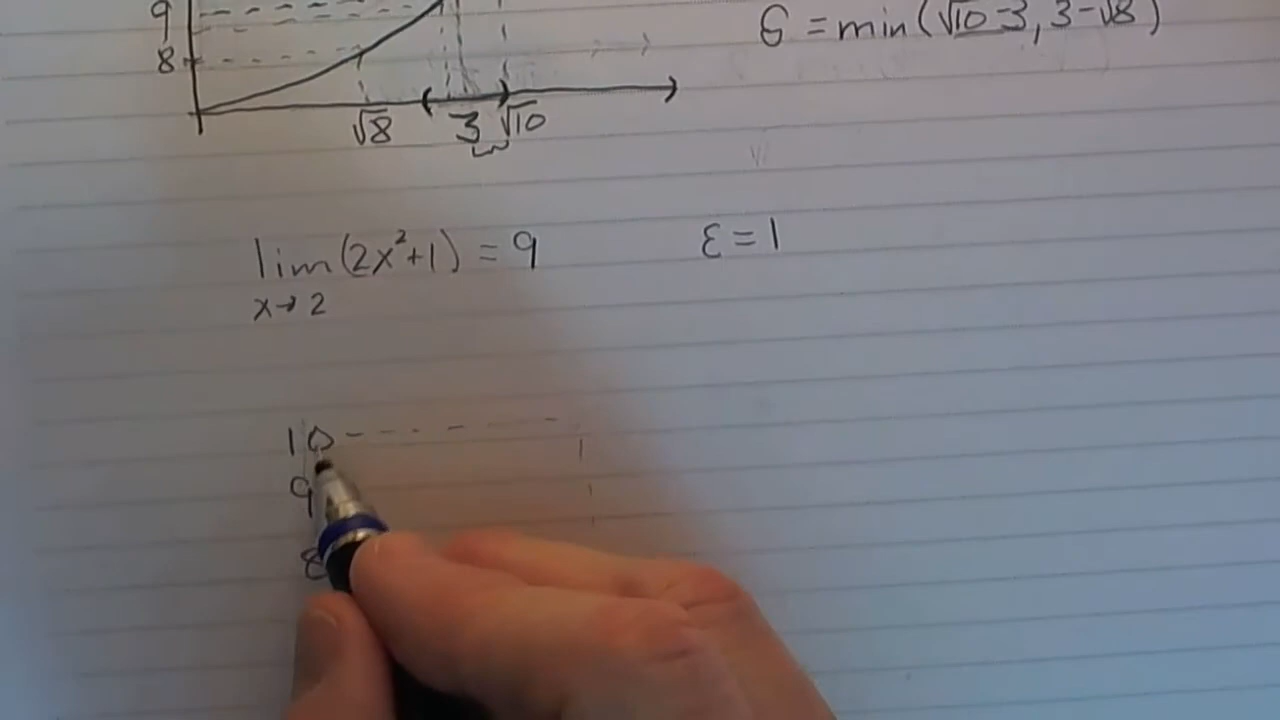 9
8
√8 3 √10
δ = min(√10-3, 3-√8)
lim (2x²+1) = 9
x→2
ε = 1
10
9
8